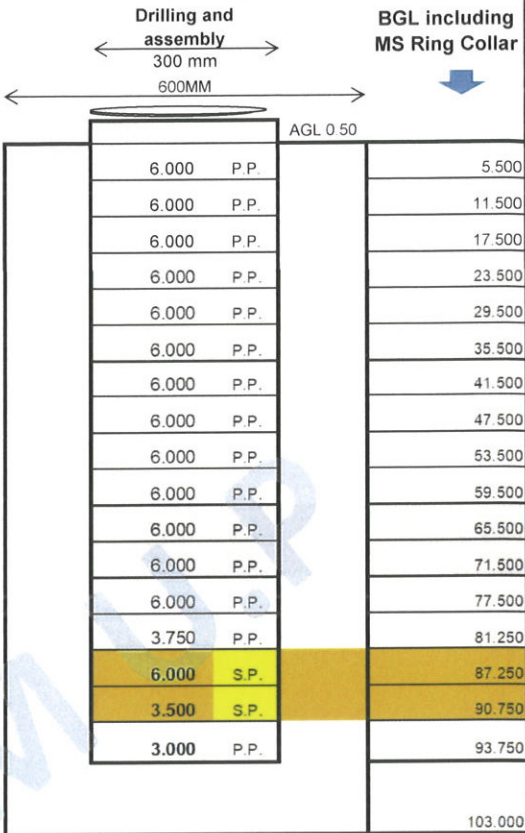 Drilling and
assembly
300 mm
600MM
BGL including
MS Ring Collar
AGL 0.50
6.000 P.P. 5.500
6.000 P.P. 11.500
6.000 P.P. 17.500
6.000 P.P. 23.500
6.000 P.P. 29.500
6.000 P.P. 35.500
6.000 P.P. 41.500
6.000 P.P. 47.500
6.000 P.P. 53.500
6.000 P.P. 59.500
6.000 P.P. 65.500
6.000 P.P. 71.500
6.000 P.P. 77.500
3.750 P.P. 81.250
6.000 S.P. 87.250
3.500 S.P. 90.750
3.000 P.P. 93.750
103.000